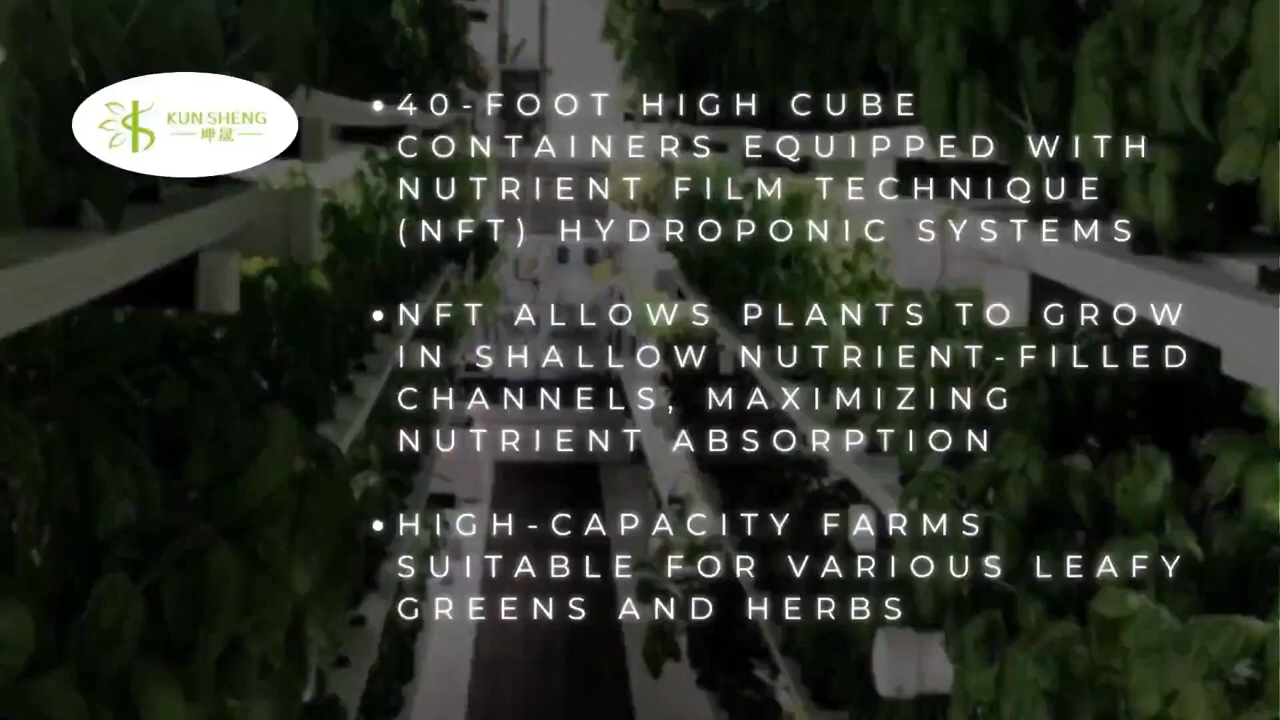 KUN SHENG
坤晟
• 40-FOOT HIGH CUBE
CONTAINERS EQUIPPED WITH
NUTRIENT FILM TECHNIQUE
(NFT) HYDROPONIC SYSTEMS
• NFT ALLOWS PLANTS TO GROW
IN SHALLOW NUTRIENT-FILLED
CHANNELS, MAXIMIZING
NUTRIENT ABSORPTION
• HIGH-CAPACITY FARMS
SUITABLE FOR VARIOUS LEAFY
GREENS AND HERBS